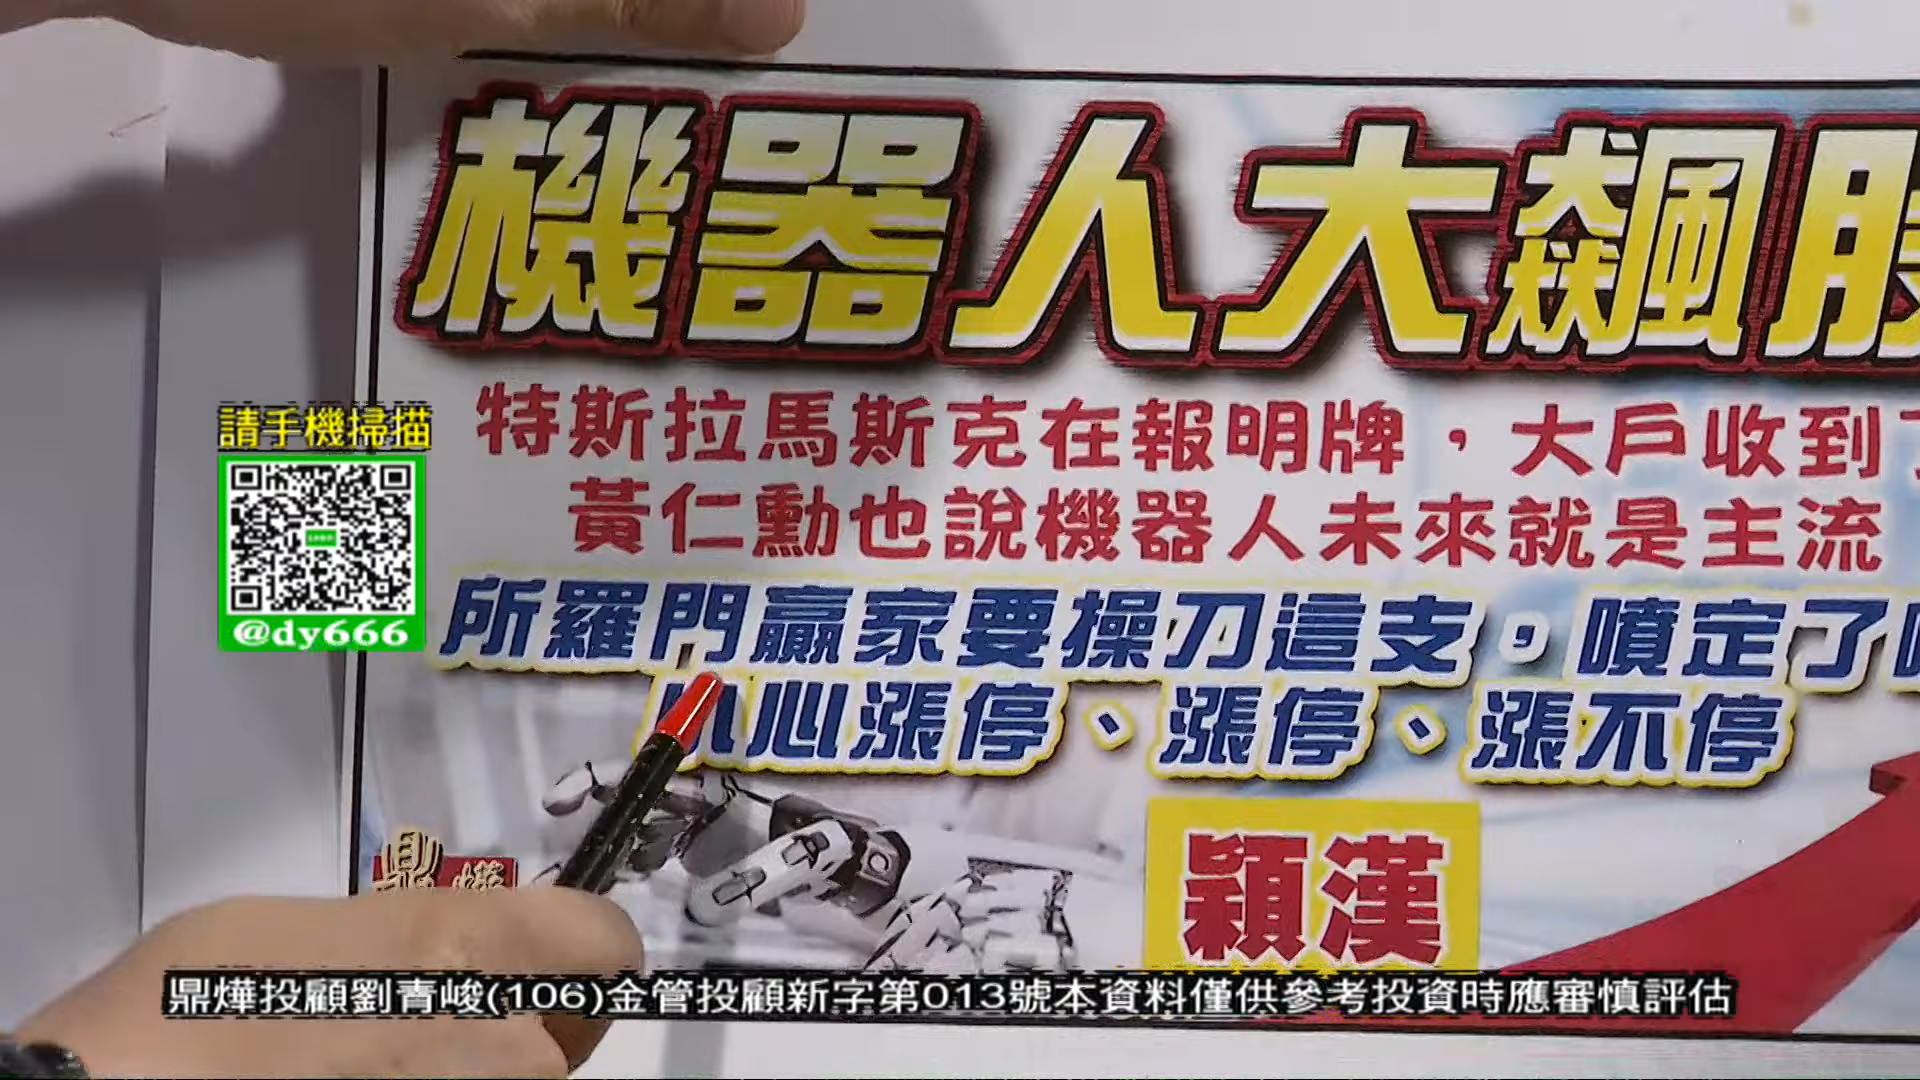 機器人大飆股
特斯拉馬斯克在報明牌，大戶收到了
黃仁勳也說機器人未來就是主流
所羅門贏家要操刀這支。噴定了
小心漲停、漲停、漲不停
請手機掃描
@dy666
鼎燁
穎漢
鼎燁投顧劉青峻(106)金管投顧新字第013號本資料僅供參考投資時應審慎評估